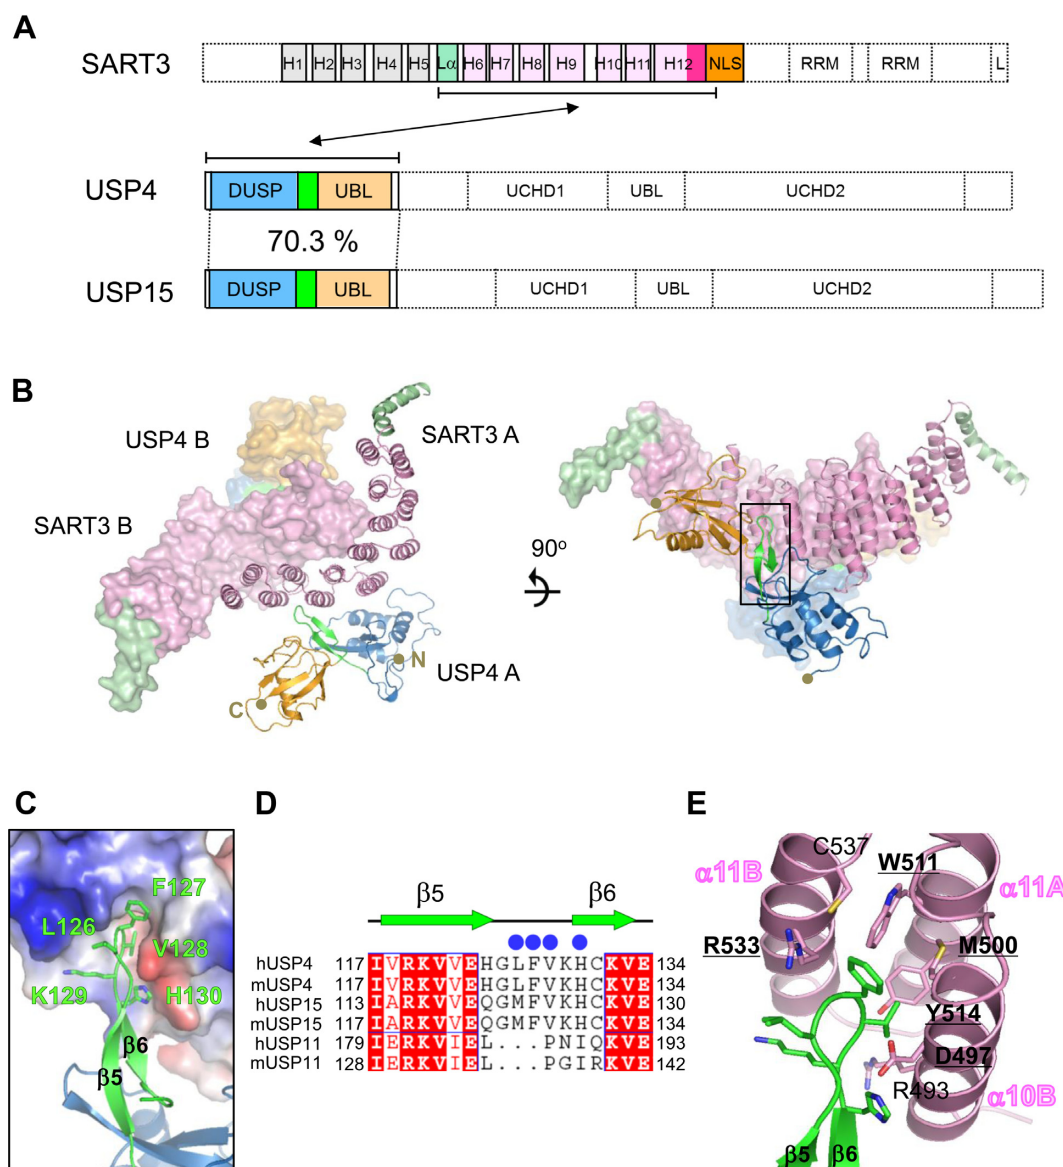 A
SART3
H1 H2 H3 H4 H5 Lα H6 H7 H8 H9 H10 H11 H12 NLS RRM RRM L
USP4
DUSP UBL UCHD1 UBL UCHD2
70.3 %
USP15
DUSP UBL UCHD1 UBL UCHD2
B
USP4 B
SART3 A
SART3 B
90o
N
USP4 A
C
C
F127
L126
V128
K129
H130
β6
β5
D
β5 β6
hUSP4 117 IVRKVVEHGLFVKHCKVE 134
mUSP4 117 IVRKVVEHGLFVKHCKVE 134
hUSP15 113 IARKVVEQGMFVKHCKVE 130
mUSP15 117 IARKVVEQGMFVKHCKVE 134
hUSP11 179 IERKVIEL...PNIQKVE 193
mUSP11 128 IERKVIEL...PGIRKVE 142
E
C537
W511
α11B
α11A
R533
M500
Y514
D497
R493
α10B
β5 β6